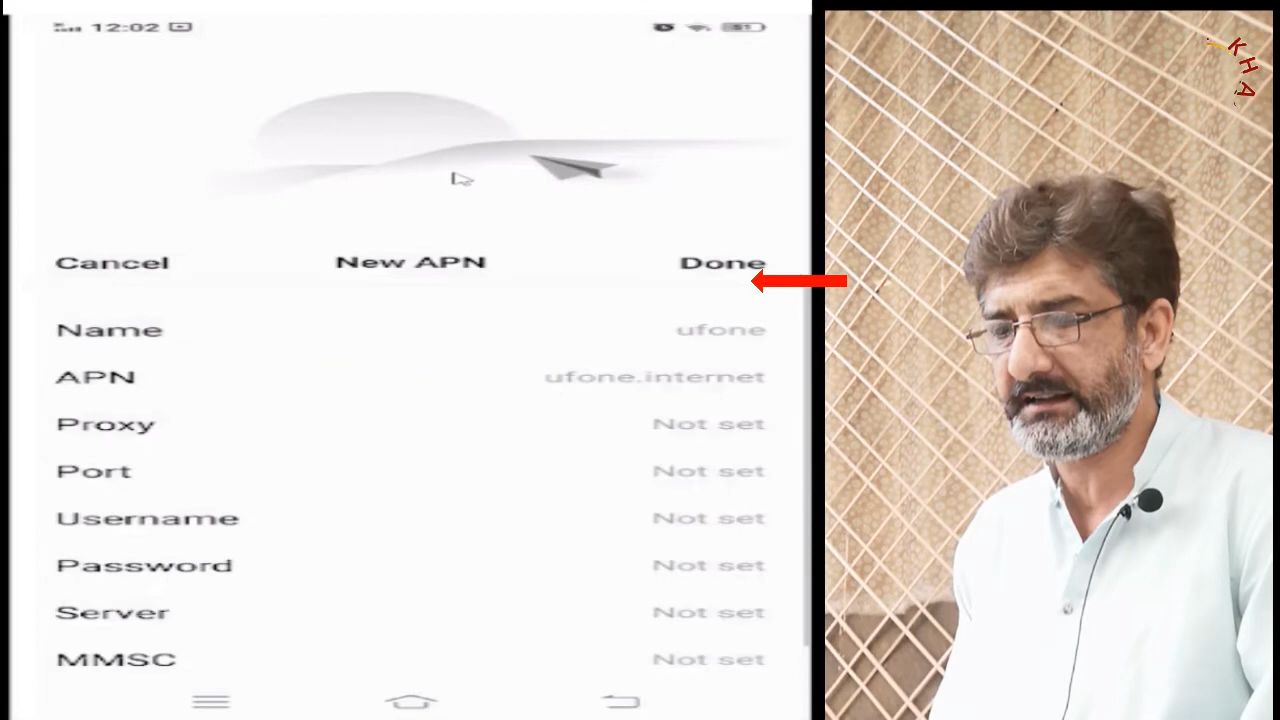 12:02
51
Cancel New APN Done
Name ufone
APN ufone.internet
Proxy Not set
Port Not set
Username Not set
Password Not set
Server Not set
MMSC Not set
KHA